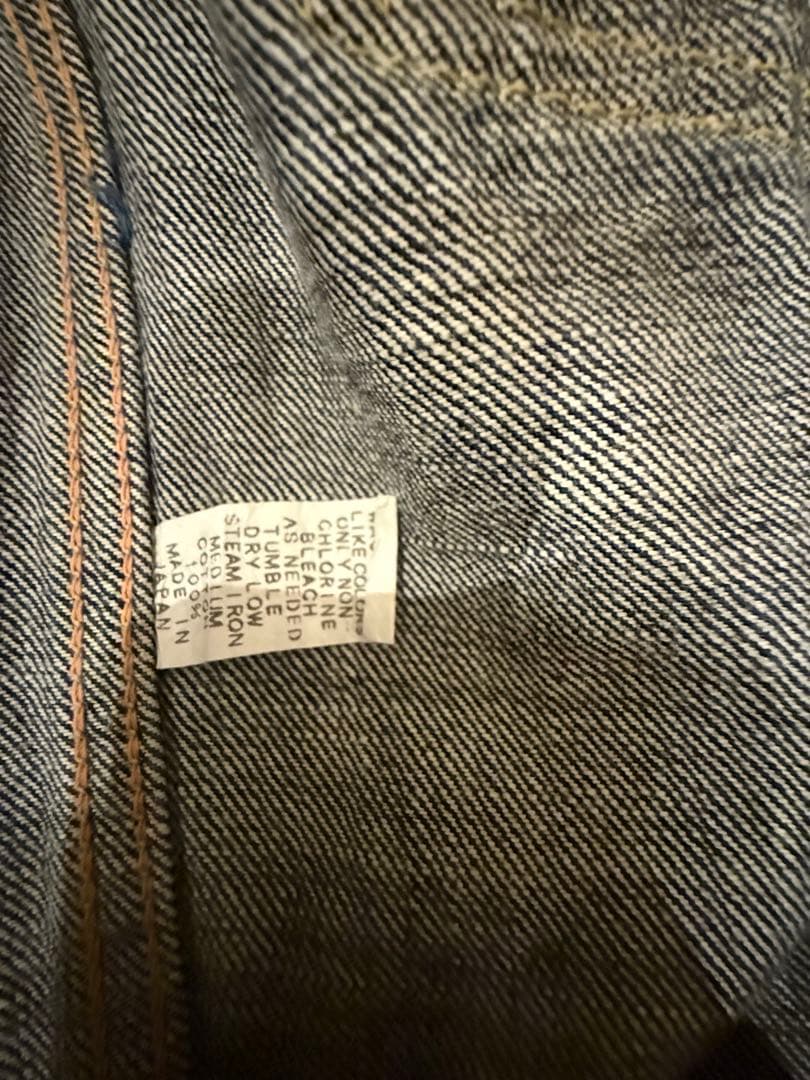 LIKE COLORS
ONLY NON-
CHLORINE
BLEACH
AS NEEDED
TUMBLE
DRY LOW
STEAM IRON
MEDIUM
COTTON
100%
MADE IN
JAPAN